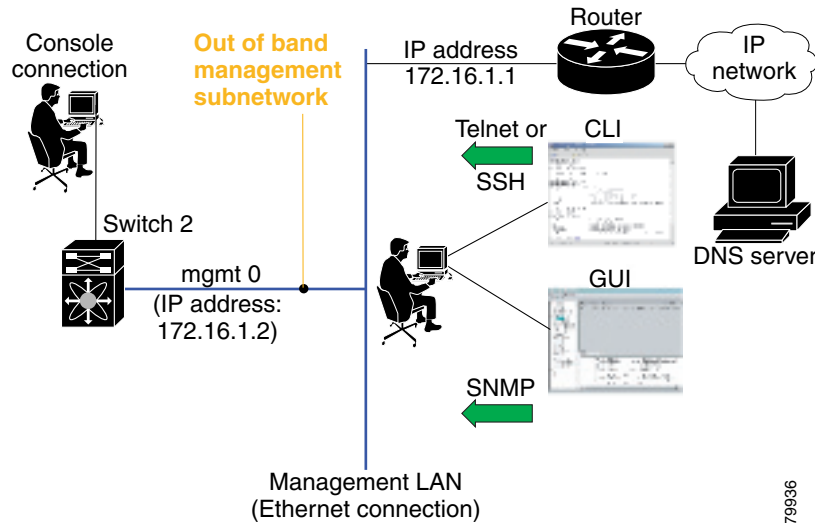 Console
connection
Out of band
management
subnetwork
Router
IP address
172.16.1.1
IP
network
Telnet or
SSH
CLI
Switch 2
DNS server
mgmt 0
(IP address:
172.16.1.2)
GUI
SNMP
Management LAN
(Ethernet connection)
79936